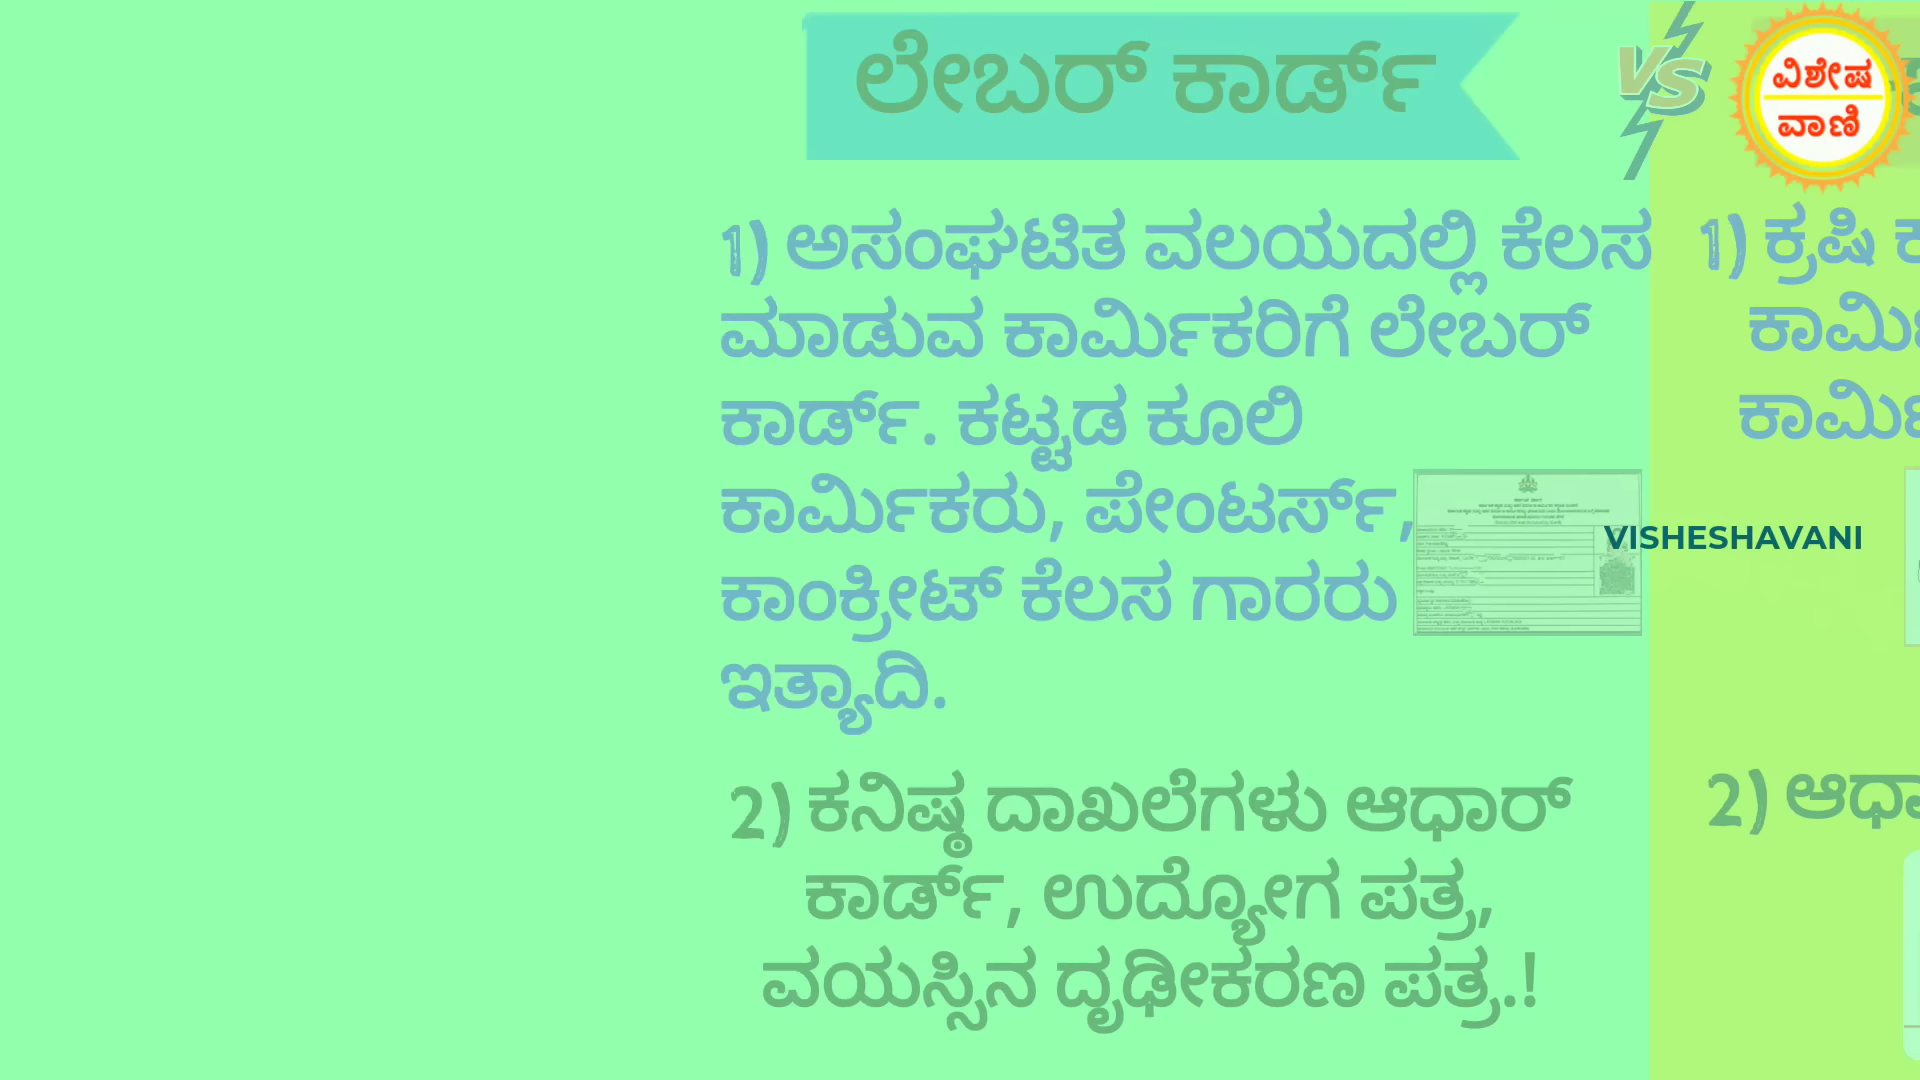 ಲೇಬರ್ ಕಾರ್ಡ್
VS
ವಿಶೇಷ
ವಾಣಿ
1) ಅಸಂಘಟಿತ ವಲಯದಲ್ಲಿ ಕೆಲಸ
ಮಾಡುವ ಕಾರ್ಮಿಕರಿಗೆ ಲೇಬರ್
ಕಾರ್ಡ್. ಕಟ್ಟಡ ಕೂಲಿ
ಕಾರ್ಮಿಕರು, ಪೇಂಟರ್ಸ್,
ಕಾಂಕ್ರೀಟ್ ಕೆಲಸ ಗಾರರು
ಇತ್ಯಾದಿ.
2) ಕನಿಷ್ಠ ದಾಖಲೆಗಳು ಆಧಾರ್
ಕಾರ್ಡ್, ಉದ್ಯೋಗ ಪತ್ರ,
ವಯಸ್ಸಿನ ದೃಢೀಕರಣ ಪತ್ರ.!
1) ಕ್ರಷಿ
VISHESHAVANI
2)